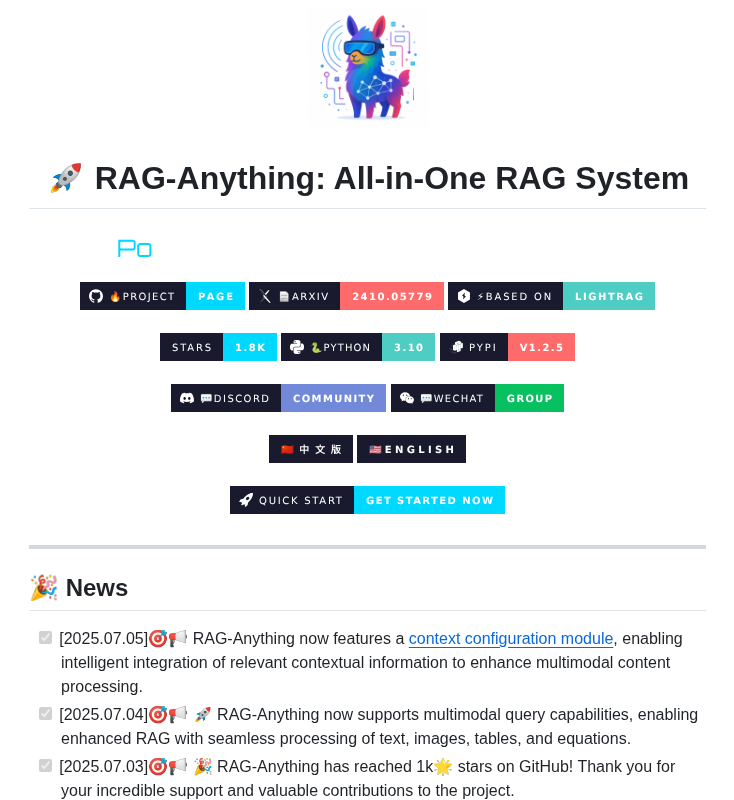 🚀 RAG-Anything: All-in-One RAG System
Po
🔥PROJECT PAGE 📄ARXIV 2410.05779 ⚡BASED ON LIGHTRAG
STARS 1.8K 🐍PYTHON 3.10 PYPI V1.2.5
💬DISCORD COMMUNITY 💬WECHAT GROUP
🇨🇳 中文版 🇺🇸ENGLISH
QUICK START GET STARTED NOW
🎉 News
[2025.07.05]🎯📢 RAG-Anything now features a context configuration module, enabling
intelligent integration of relevant contextual information to enhance multimodal content
processing.
[2025.07.04]🎯📢 🚀 RAG-Anything now supports multimodal query capabilities, enabling
enhanced RAG with seamless processing of text, images, tables, and equations.
[2025.07.03]🎯📢 🎉 RAG-Anything has reached 1k🌟 stars on GitHub! Thank you for
your incredible support and valuable contributions to the project.